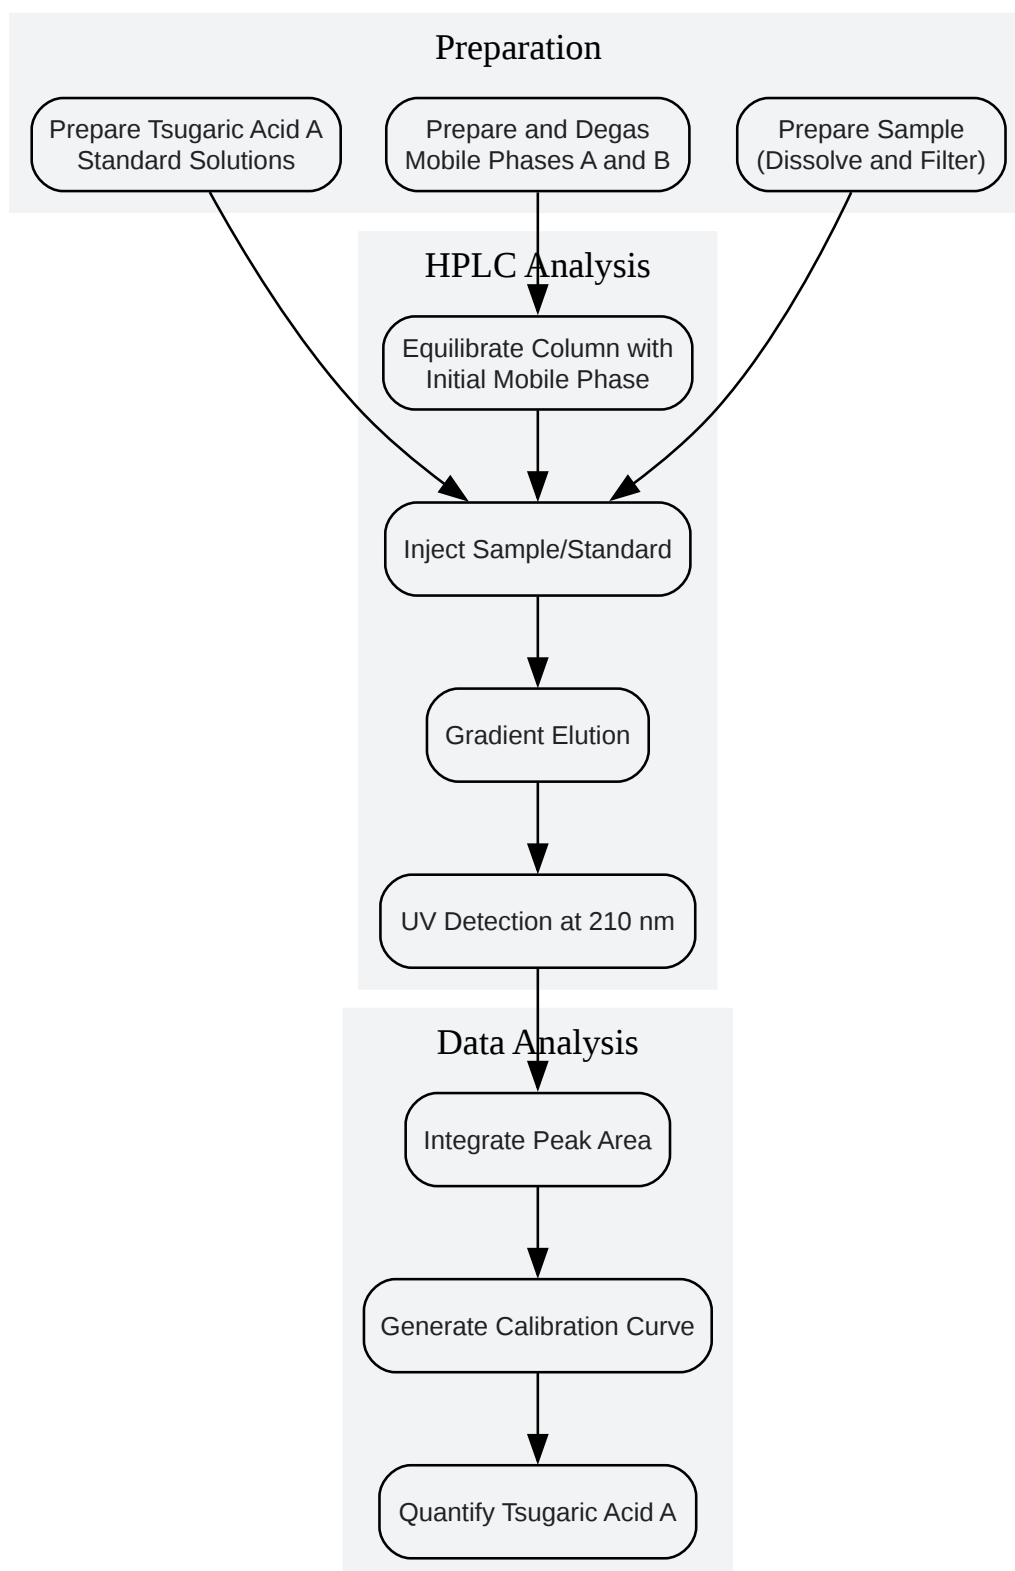 Preparation
Prepare Tsugaric Acid A
Standard Solutions
Prepare and Degas
Mobile Phases A and B
Prepare Sample
(Dissolve and Filter)
HPLC Analysis
Equilibrate Column with
Initial Mobile Phase
Inject Sample/Standard
Gradient Elution
UV Detection at 210 nm
Data Analysis
Integrate Peak Area
Generate Calibration Curve
Quantify Tsugaric Acid A